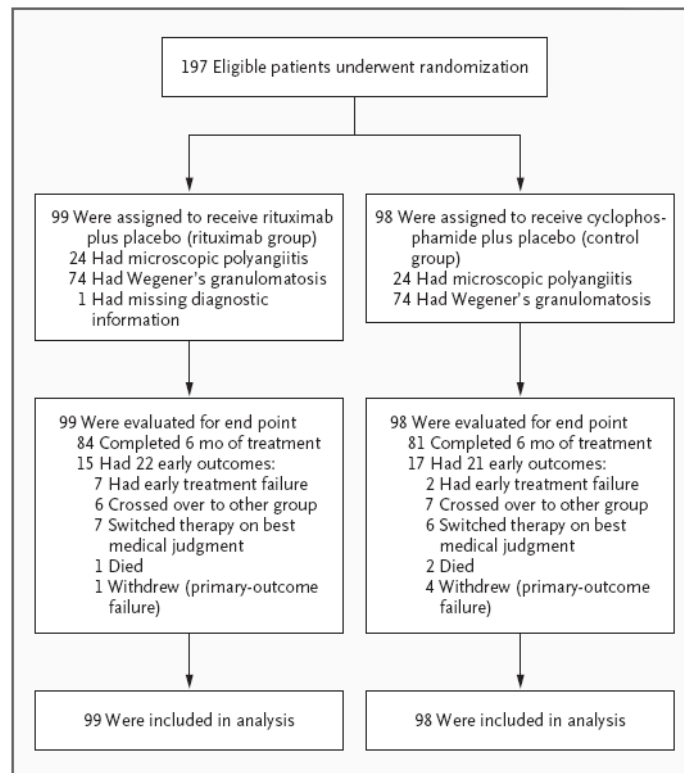 197 Eligible patients underwent randomization
99 Were assigned to receive rituximab
plus placebo (rituximab group)
24 Had microscopic polyangiitis
74 Had Wegener's granulomatosis
1 Had missing diagnostic
information
98 Were assigned to receive cyclophos-
phamide plus placebo (control
group)
24 Had microscopic polyangiitis
74 Had Wegener's granulomatosis
99 Were evaluated for end point
84 Completed 6 mo of treatment
15 Had 22 early outcomes:
7 Had early treatment failure
6 Crossed over to other group
7 Switched therapy on best
medical judgment
1 Died
1 Withdrew (primary-outcome
failure)
98 Were evaluated for end point
81 Completed 6 mo of treatment
17 Had 21 early outcomes:
2 Had early treatment failure
7 Crossed over to other group
6 Switched therapy on best
medical judgment
2 Died
4 Withdrew (primary-outcome
failure)
99 Were included in analysis
98 Were included in analysis